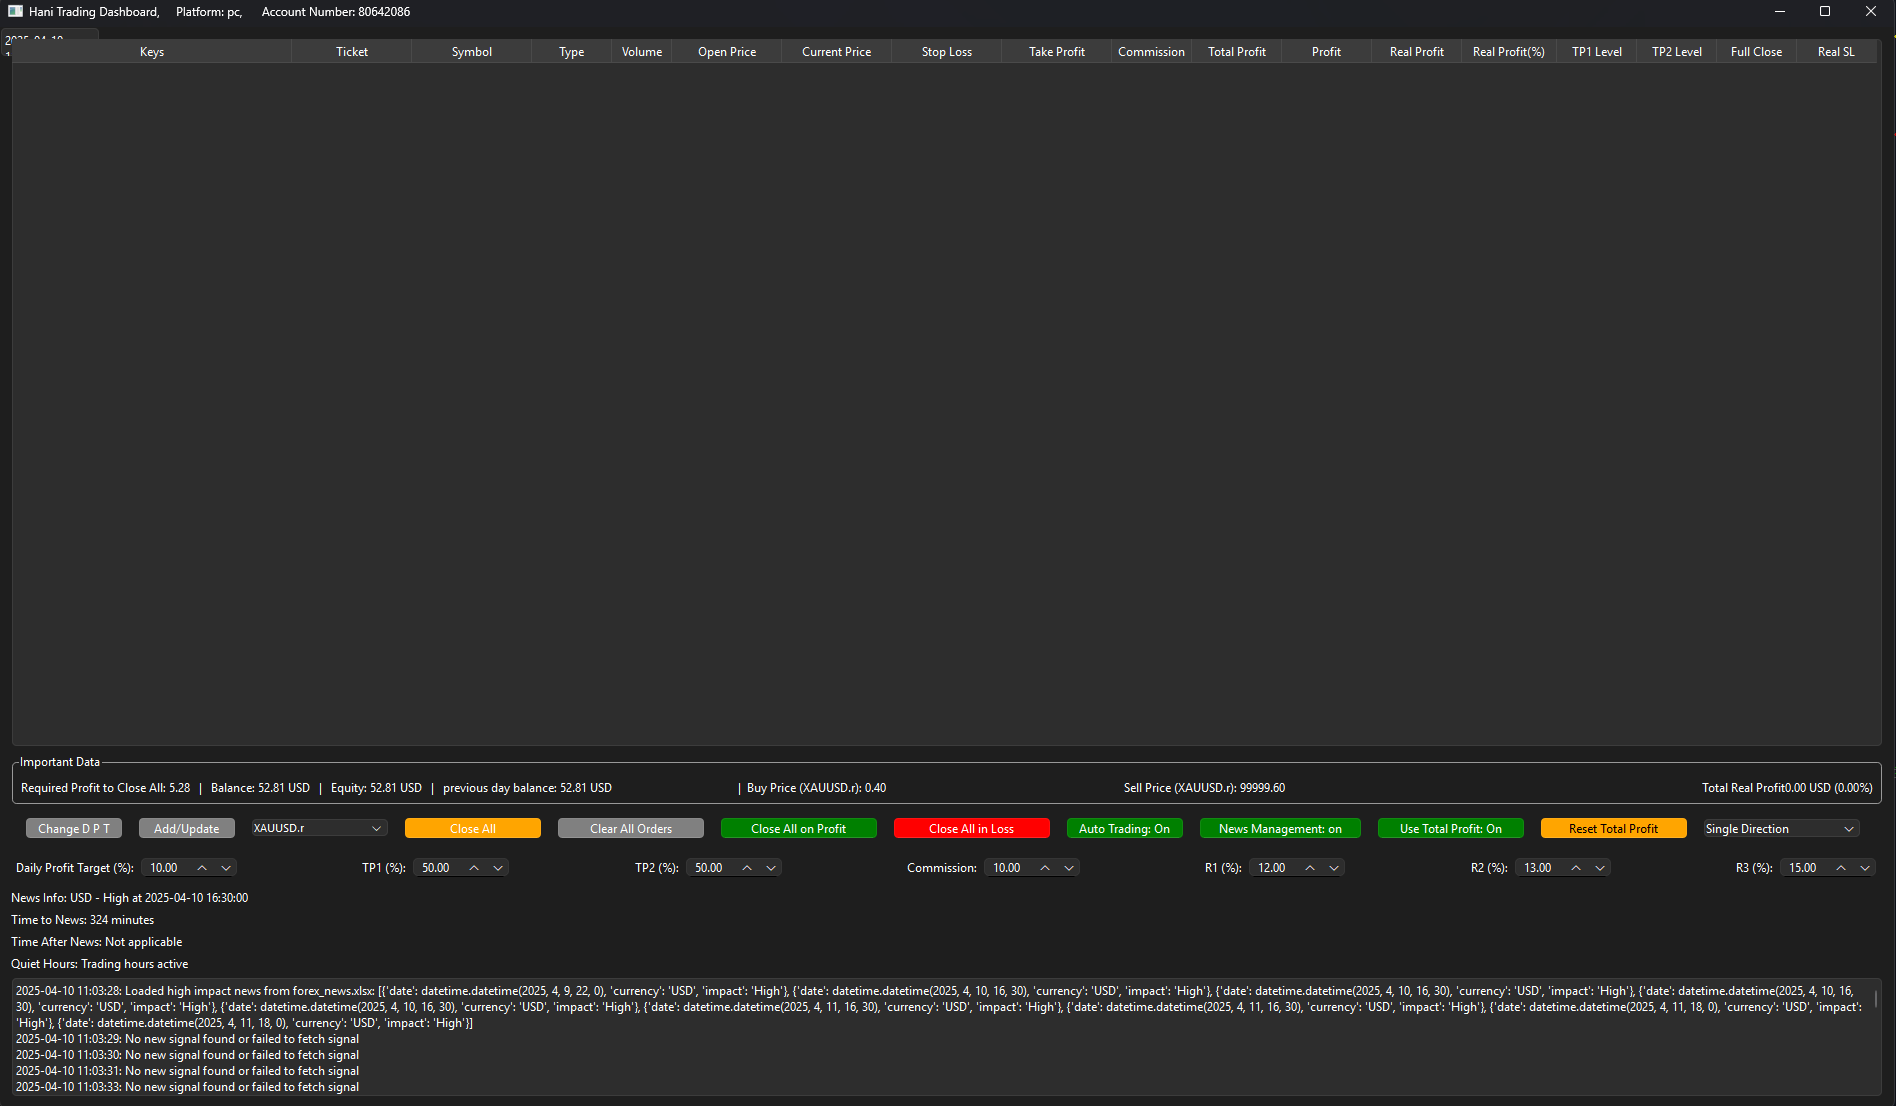 Hani Trading Dashboard, Platform: pc, Account Number: 80642086
2025-04-10
Keys Ticket Symbol Type Volume Open Price Current Price Stop Loss Take Profit Commission Total Profit Profit Real Profit Real Profit(%) TP1 Level TP2 Level Full Close Real SL
Important Data
Required Profit to Close All: 5.28 | Balance: 52.81 USD | Equity: 52.81 USD | previous day balance: 52.81 USD | Buy Price (XAUUSD.r): 0.40 Sell Price (XAUUSD.r): 99999.60 Total Real Profit0.00 USD (0.00%)
Change D P T Add/Update XAUUSD.r Close All Clear All Orders Close All on Profit Close All in Loss Auto Trading: On News Management: on Use Total Profit: On Reset Total Profit Single Direction
Daily Profit Target (%): 10.00 TP1 (%): 50.00 TP2 (%): 50.00 Commission: 10.00 R1 (%): 12.00 R2 (%): 13.00 R3 (%): 15.00
News Info: USD - High at 2025-04-10 16:30:00
Time to News: 324 minutes
Time After News: Not applicable
Quiet Hours: Trading hours active
2025-04-10 11:03:28: Loaded high impact news from forex_news.xlsx: [{'date': datetime.datetime(2025, 4, 9, 22, 0), 'currency': 'USD', 'impact': 'High'}, {'date': datetime.datetime(2025, 4, 10, 16, 30), 'currency': 'USD', 'impact': 'High'}, {'date': datetime.datetime(2025, 4, 10, 16, 30), 'currency': 'USD', 'impact': 'High'}, {'date': datetime.datetime(2025, 4, 10, 16,
30), 'currency': 'USD', 'impact': 'High'}, {'date': datetime.datetime(2025, 4, 10, 16, 30), 'currency': 'USD', 'impact': 'High'}, {'date': datetime.datetime(2025, 4, 11, 16, 30), 'currency': 'USD', 'impact': 'High'}, {'date': datetime.datetime(2025, 4, 11, 16, 30), 'currency': 'USD', 'impact': 'High'}, {'date': datetime.datetime(2025, 4, 11, 18, 0), 'currency': 'USD', 'impact':
'High'}, {'date': datetime.datetime(2025, 4, 11, 18, 0), 'currency': 'USD', 'impact': 'High'}]
2025-04-10 11:03:29: No new signal found or failed to fetch signal
2025-04-10 11:03:30: No new signal found or failed to fetch signal
2025-04-10 11:03:31: No new signal found or failed to fetch signal
2025-04-10 11:03:33: No new signal found or failed to fetch signal